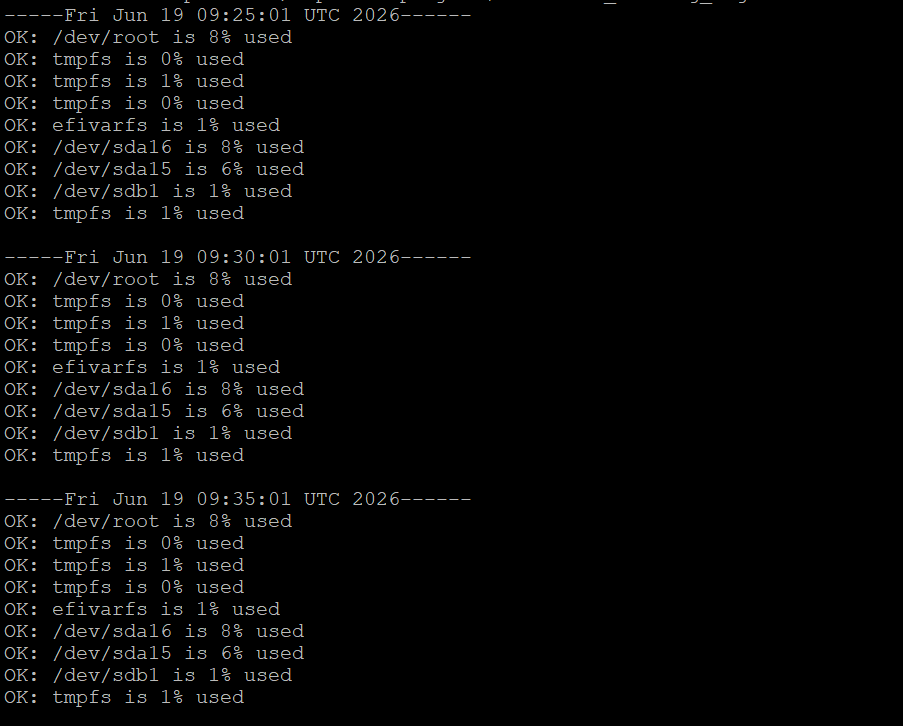 -----Fri Jun 19 09:25:01 UTC 2026------
OK: /dev/root is 8% used
OK: tmpfs is 0% used
OK: tmpfs is 1% used
OK: tmpfs is 0% used
OK: efivarfs is 1% used
OK: /dev/sda16 is 8% used
OK: /dev/sda15 is 6% used
OK: /dev/sdb1 is 1% used
OK: tmpfs is 1% used

-----Fri Jun 19 09:30:01 UTC 2026------
OK: /dev/root is 8% used
OK: tmpfs is 0% used
OK: tmpfs is 1% used
OK: tmpfs is 0% used
OK: efivarfs is 1% used
OK: /dev/sda16 is 8% used
OK: /dev/sda15 is 6% used
OK: /dev/sdb1 is 1% used
OK: tmpfs is 1% used

-----Fri Jun 19 09:35:01 UTC 2026------
OK: /dev/root is 8% used
OK: tmpfs is 0% used
OK: tmpfs is 1% used
OK: tmpfs is 0% used
OK: efivarfs is 1% used
OK: /dev/sda16 is 8% used
OK: /dev/sda15 is 6% used
OK: /dev/sdb1 is 1% used
OK: tmpfs is 1% used